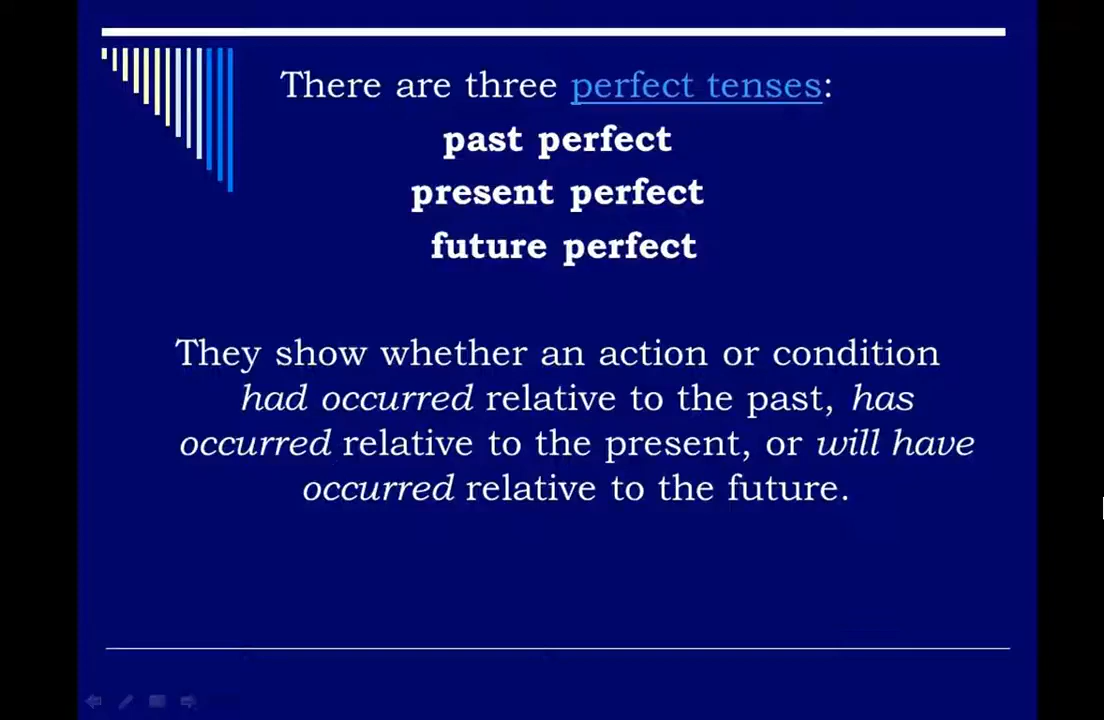 There are three perfect tenses:
past perfect
present perfect
future perfect
They show whether an action or condition
had occurred relative to the past, has
occurred relative to the present, or will have
occurred relative to the future.